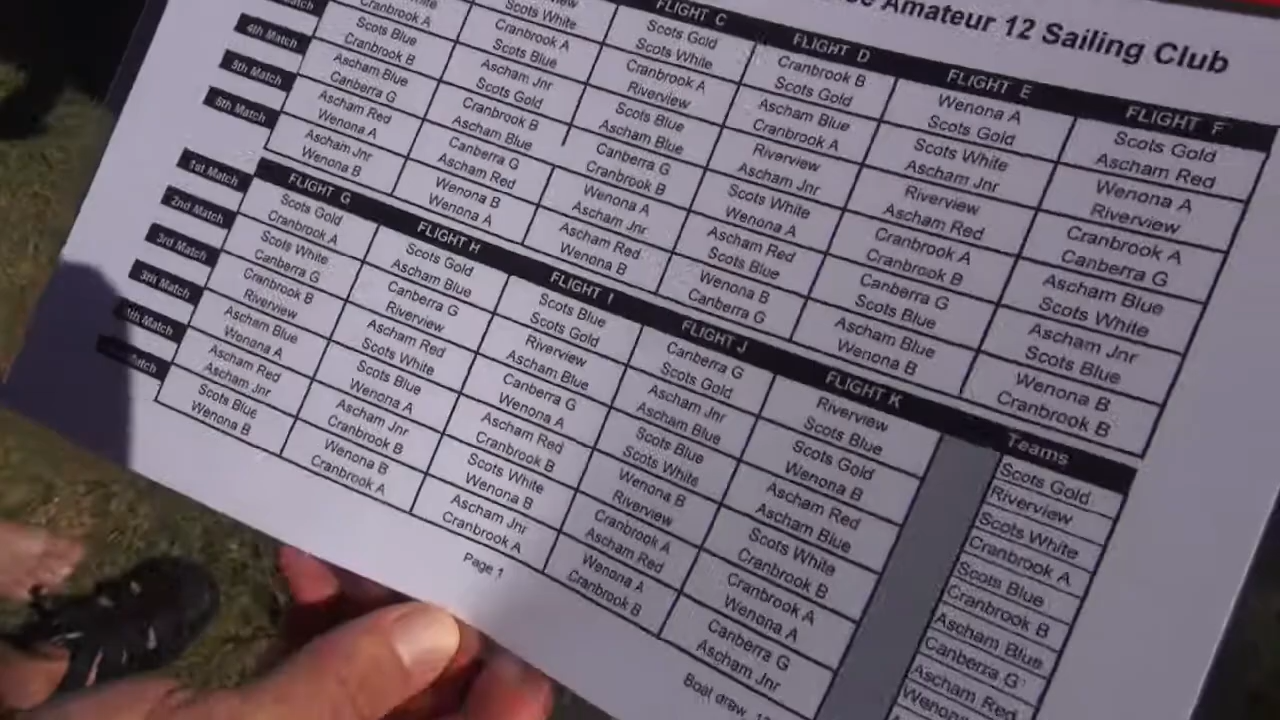 Amateur 12 Sailing Club
4th Match
5th Match
6th Match
Cranbrook A
Scots Blue
Cranbrook B
Ascham Blue
Canberra G
Ascham Red
Wenona A
Ascham Jnr
Wenona B
Scots White
Cranbrook A
Scots Blue
Ascham Jnr
Scots Gold
Cranbrook B
Ascham Blue
Canberra G
Ascham Red
Wenona B
Wenona A
FLIGHT C
Scots Gold
Scots White
Cranbrook A
Riverview
Scots Blue
Ascham Blue
Canberra G
Cranbrook B
Wenona A
Ascham Jnr
Ascham Red
Wenona B
FLIGHT D
Cranbrook B
Scots Gold
Ascham Blue
Cranbrook A
Riverview
Ascham Jnr
Scots White
Wenona A
Ascham Red
Scots Blue
Wenona B
Canberra G
FLIGHT E
Wenona A
Scots Gold
Scots White
Ascham Jnr
Riverview
Ascham Red
Cranbrook A
Cranbrook B
Canberra G
Scots Blue
Ascham Blue
Wenona B
FLIGHT F
Scots Gold
Ascham Red
Wenona A
Riverview
Cranbrook A
Canberra G
Ascham Blue
Scots White
Ascham Jnr
Scots Blue
Wenona B
Cranbrook B
1st Match
2nd Match
3rd Match
3th Match
Match
FLIGHT G
Scots Gold
Cranbrook A
Scots White
Canberra G
Cranbrook B
Riverview
Ascham Blue
Wenona A
Ascham Red
Ascham Jnr
Scots Blue
Wenona B
FLIGHT H
Scots Gold
Ascham Blue
Canberra G
Riverview
Ascham Red
Scots White
Scots Blue
Wenona A
Ascham Jnr
Cranbrook B
Wenona B
Cranbrook A
FLIGHT I
Scots Blue
Scots Gold
Riverview
Ascham Blue
Canberra G
Wenona A
Ascham Red
Cranbrook B
Scots White
Wenona B
Ascham Jnr
Cranbrook A
FLIGHT J
Canberra G
Scots Gold
Ascham Jnr
Ascham Blue
Scots Blue
Scots White
Wenona B
Riverview
Cranbrook A
Ascham Red
Wenona A
Cranbrook B
FLIGHT K
Riverview
Scots Blue
Scots Gold
Wenona B
Ascham Red
Ascham Blue
Scots White
Cranbrook B
Cranbrook A
Wenona A
Canberra G
Ascham Jnr
Teams
Scots Gold
Riverview
Scots White
Cranbrook A
Scots Blue
Cranbrook B
Ascham Blue
Canberra G
Ascham Red
Page 1
Boat draw